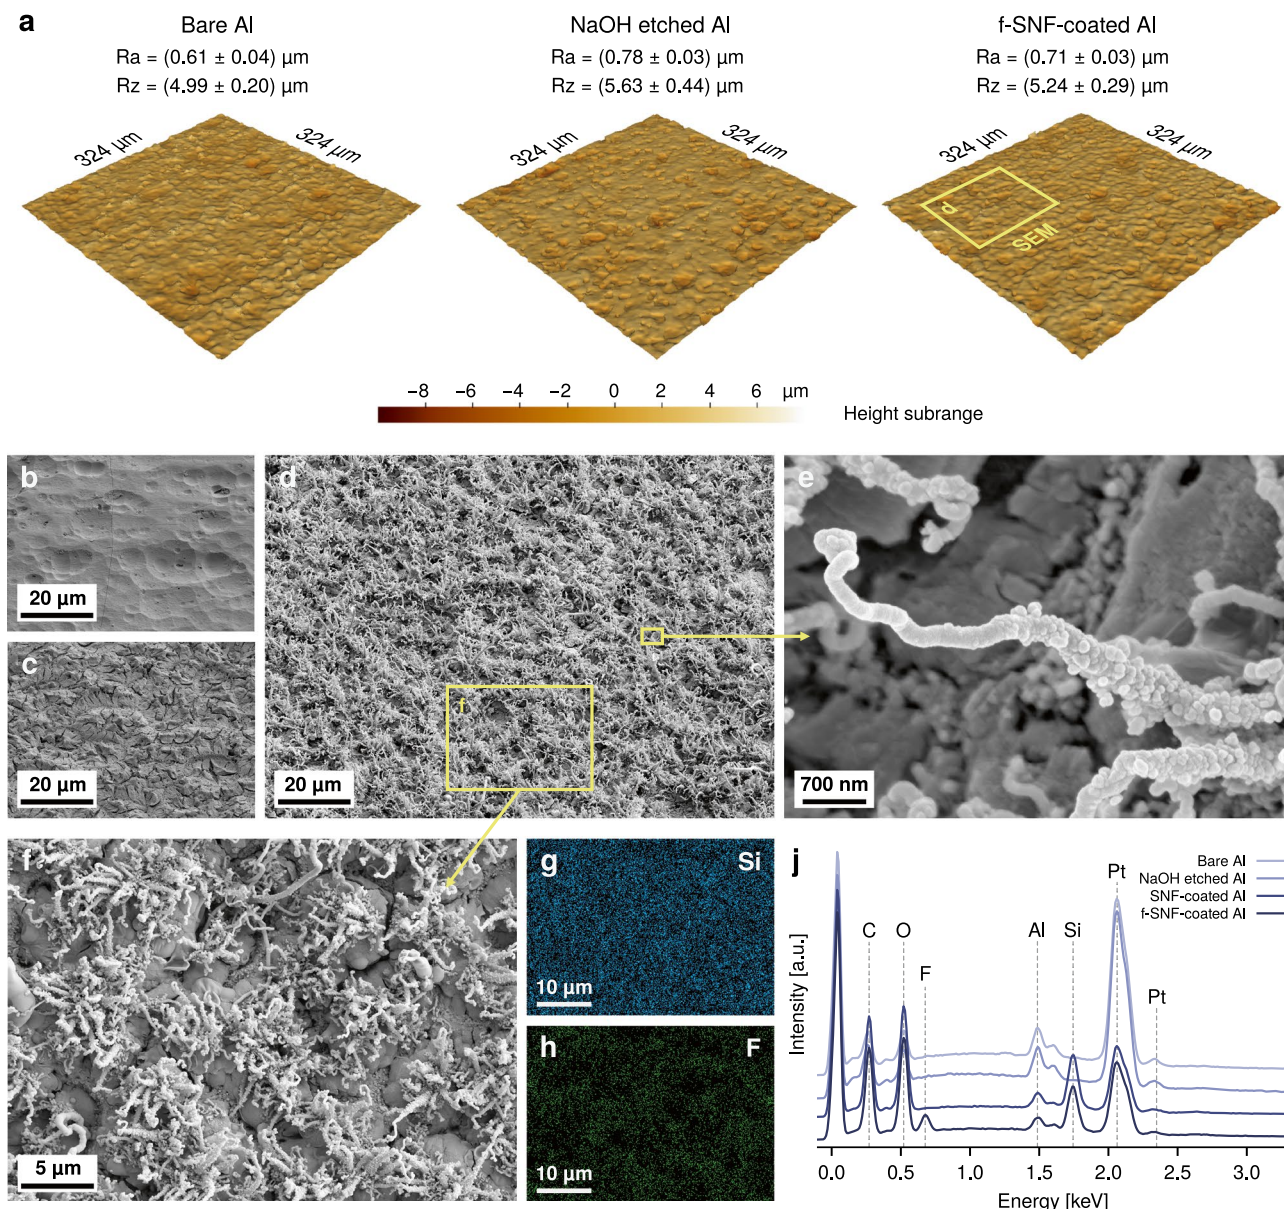 a
Bare Al
Ra = (0.61 ± 0.04) µm
Rz = (4.99 ± 0.20) µm
324 µm
324 µm
NaOH etched Al
Ra = (0.78 ± 0.03) µm
Rz = (5.63 ± 0.44) µm
324 µm
324 µm
f-SNF-coated Al
Ra = (0.71 ± 0.03) µm
Rz = (5.24 ± 0.29) µm
324 µm
324 µm
d
SEM
−8 −6 −4 −2 0 2 4 6 µm
Height subrange
b
20 µm
c
20 µm
d
f
20 µm
e
700 nm
f
5 µm
g Si
10 µm
h F
10 µm
j
Bare Al
NaOH etched Al
SNF-coated Al
f-SNF-coated Al
C O F Al Si Pt Pt
Intensity [a.u.]
0.0 0.5 1.0 1.5 2.0 2.5 3.0
Energy [keV]